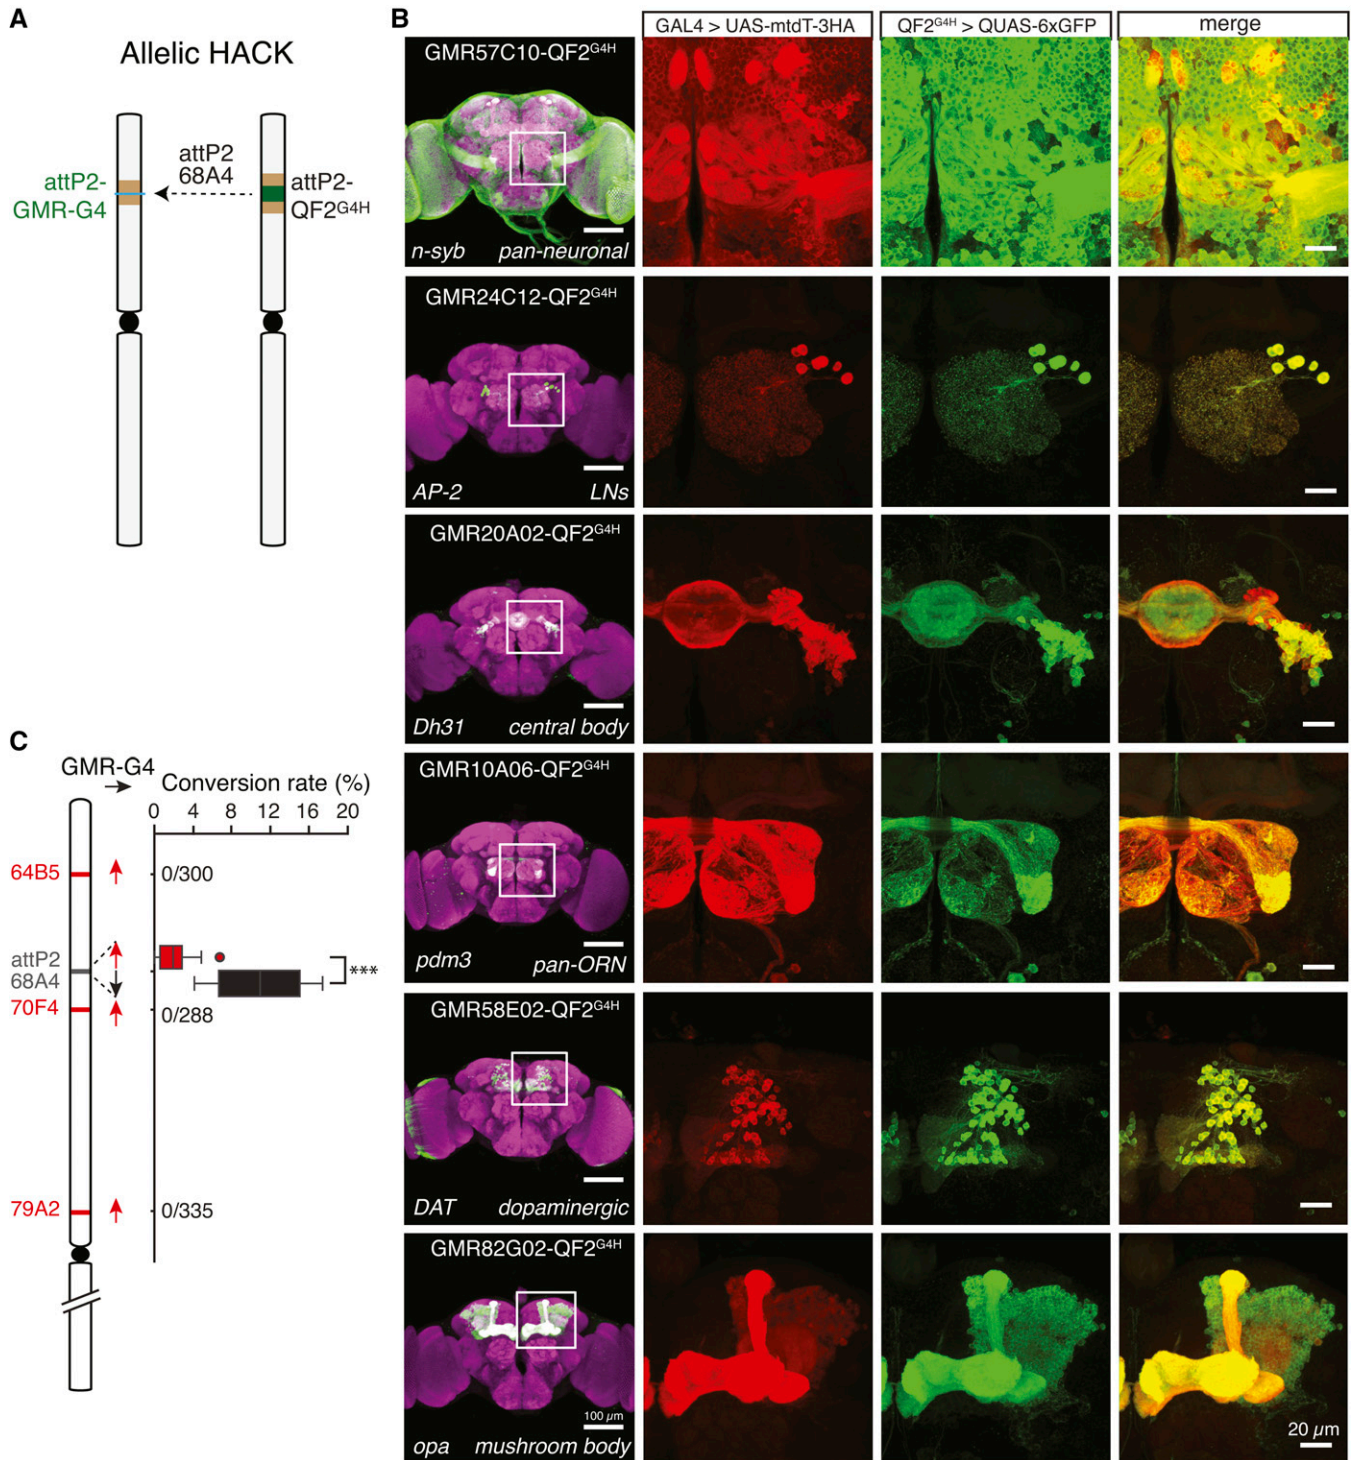 A
Allelic HACK
attP2
68A4
attP2-
GMR-G4
attP2-
QF2G4H
B
GAL4 > UAS-mtdT-3HA
QF2G4H > QUAS-6xGFP
merge
GMR57C10-QF2G4H
n-syb pan-neuronal
GMR24C12-QF2G4H
AP-2 LNs
GMR20A02-QF2G4H
Dh31 central body
GMR10A06-QF2G4H
pdm3 pan-ORN
GMR58E02-QF2G4H
DAT dopaminergic
GMR82G02-QF2G4H
100 µm
opa mushroom body
20 µm
C
GMR-G4
Conversion rate (%)
0 4 8 12 16 20
64B5
0/300
attP2
68A4
***
70F4
0/288
79A2
0/335